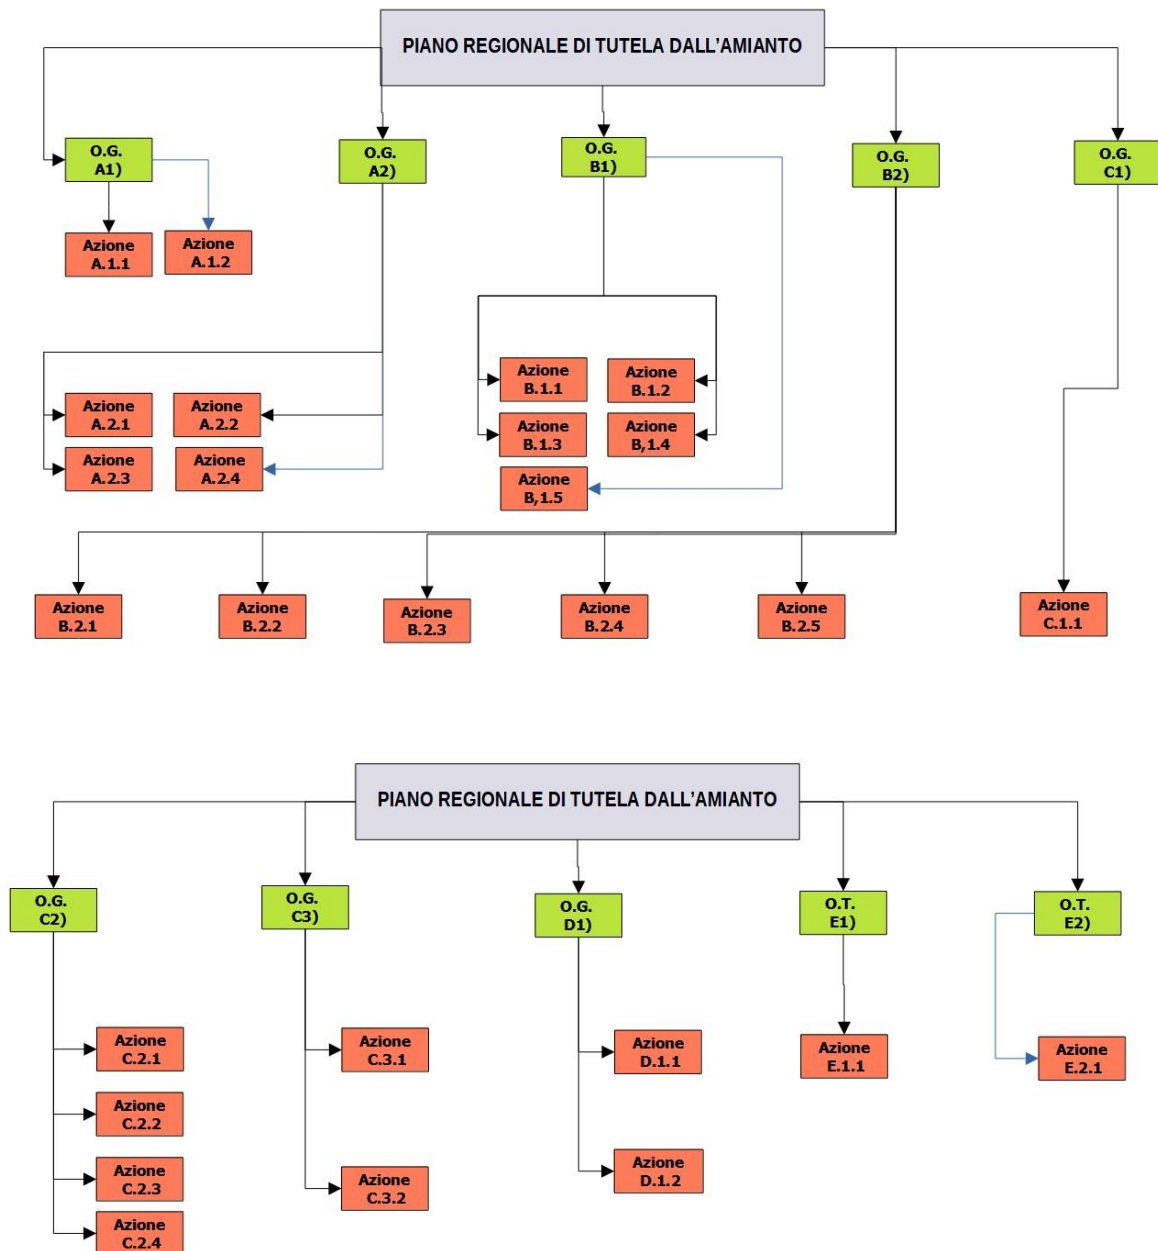 PIANO REGIONALE DI TUTELA DALL'AMIANTO
O.G.
A1)
O.G.
A2)
O.G.
B1)
O.G.
B2)
O.G.
C1)
Azione
A.1.1
Azione
A.1.2
Azione
B.1.1
Azione
B.1.2
Azione
A.2.1
Azione
A.2.2
Azione
B.1.3
Azione
B,1.4
Azione
A.2.3
Azione
A.2.4
Azione
B,1.5
Azione
B.2.1
Azione
B.2.2
Azione
B.2.3
Azione
B.2.4
Azione
B.2.5
Azione
C.1.1
PIANO REGIONALE DI TUTELA DALL'AMIANTO
O.G.
C2)
O.G.
C3)
O.G.
D1)
O.T.
E1)
O.T.
E2)
Azione
C.2.1
Azione
C.3.1
Azione
D.1.1
Azione
E.1.1
Azione
E.2.1
Azione
C.2.2
Azione
C.2.3
Azione
C.3.2
Azione
D.1.2
Azione
C.2.4